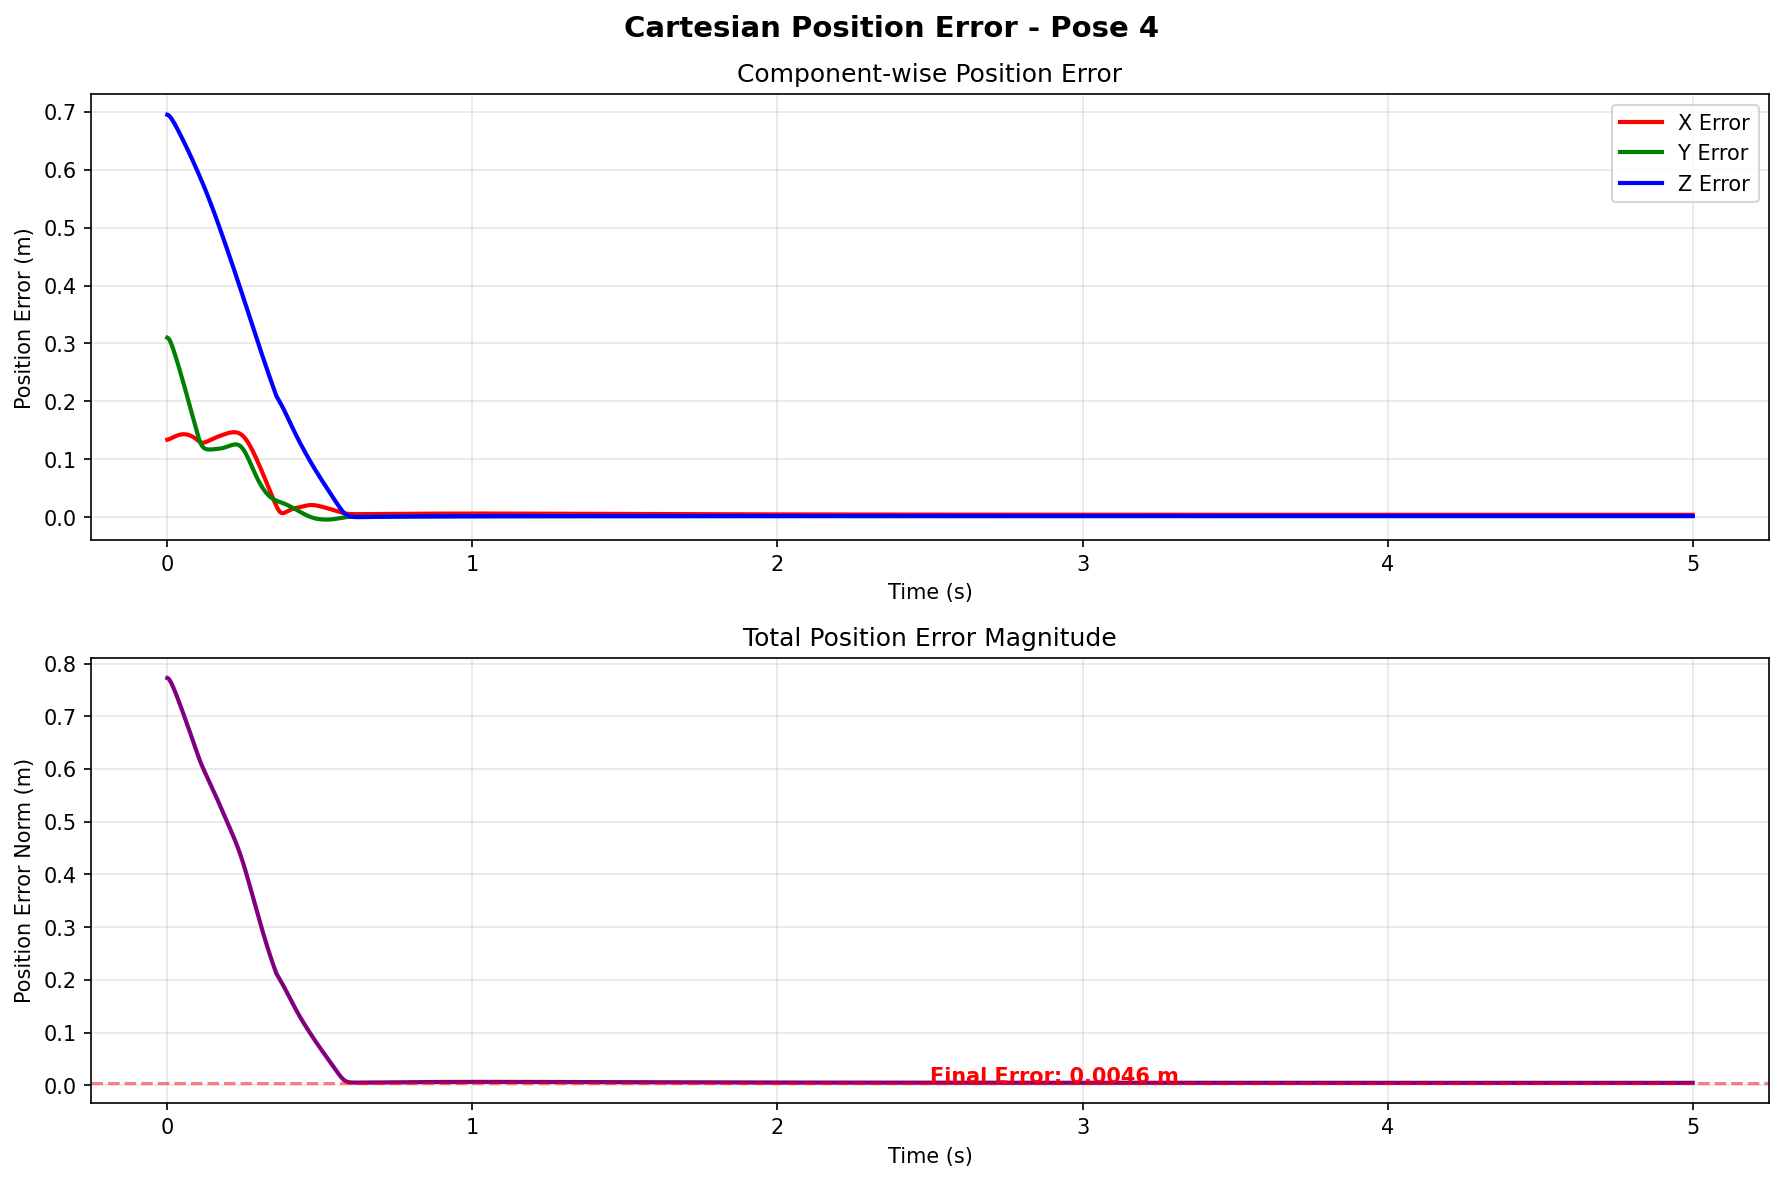 Cartesian Position Error - Pose 4
Component-wise Position Error
0.7
0.6
0.5
0.4
0.3
0.2
0.1
0.0
Position Error (m)
X Error
Y Error
Z Error
0 1 2 3 4 5
Time (s)
Total Position Error Magnitude
0.8
0.7
0.6
0.5
0.4
0.3
0.2
0.1
0.0
Position Error Norm (m)
Final Error: 0.0046 m
0 1 2 3 4 5
Time (s)